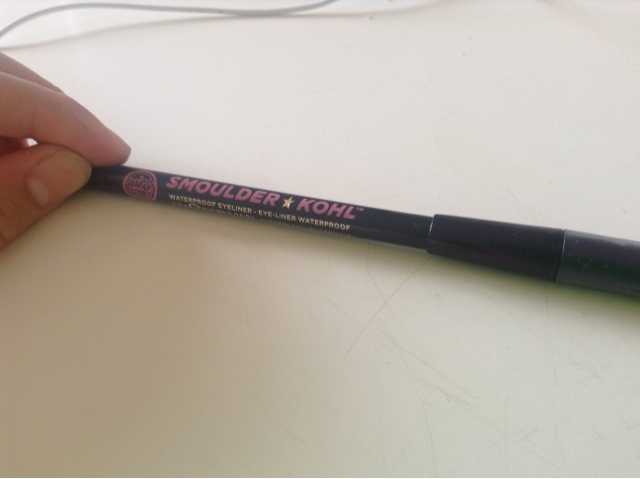 SMOULDER ★ KOHL™
WATERPROOF EYELINER - EYE-LINER WATERPROOF